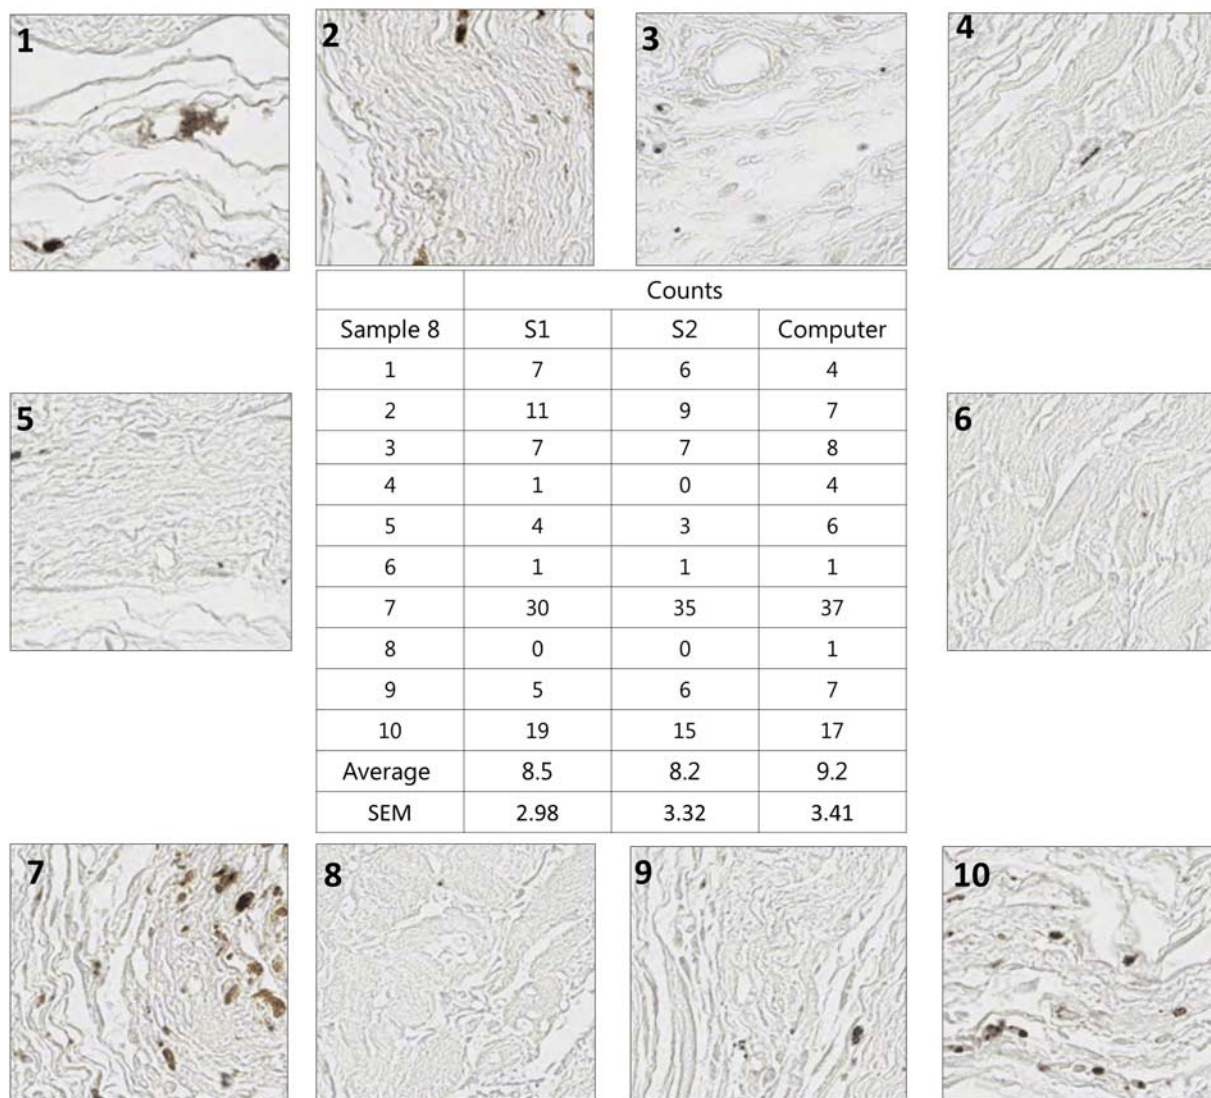 1
2
3
4
Counts
Sample 8 S1 S2 Computer
1 7 6 4
2 11 9 7
3 7 7 8
4 1 0 4
5 4 3 6
6 1 1 1
7 30 35 37
8 0 0 1
9 5 6 7
10 19 15 17
Average 8.5 8.2 9.2
SEM 2.98 3.32 3.41
5
6
7
8
9
10